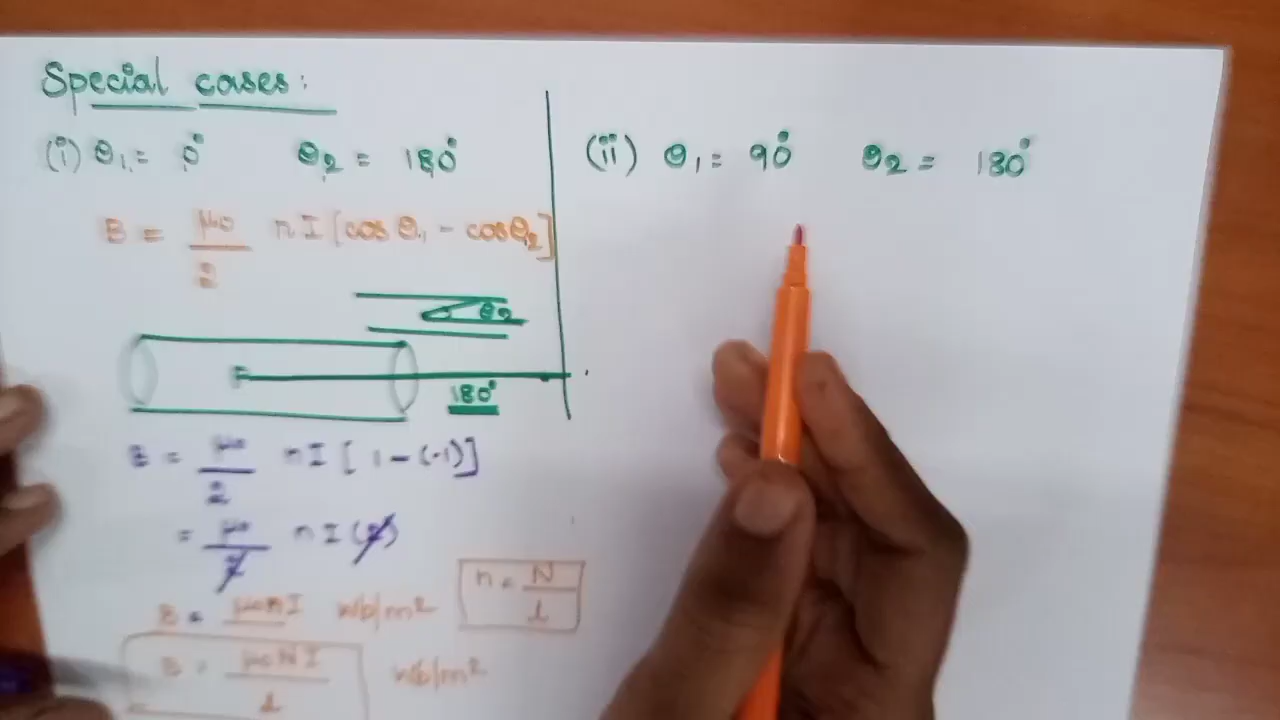 Special cases:
(i) θ₁ = 0° θ₂ = 180°
B = μ₀/2 nI [cos θ₁ - cos θ₂]
θ₂
180°
B = μ₀/2 nI [1-(-1)]
= μ₀/2 nI (2)
B = μ₀nI wb/m²
n = N/l
B = μ₀NI/l wb/m²
(ii) θ₁ = 90° θ₂ = 180°